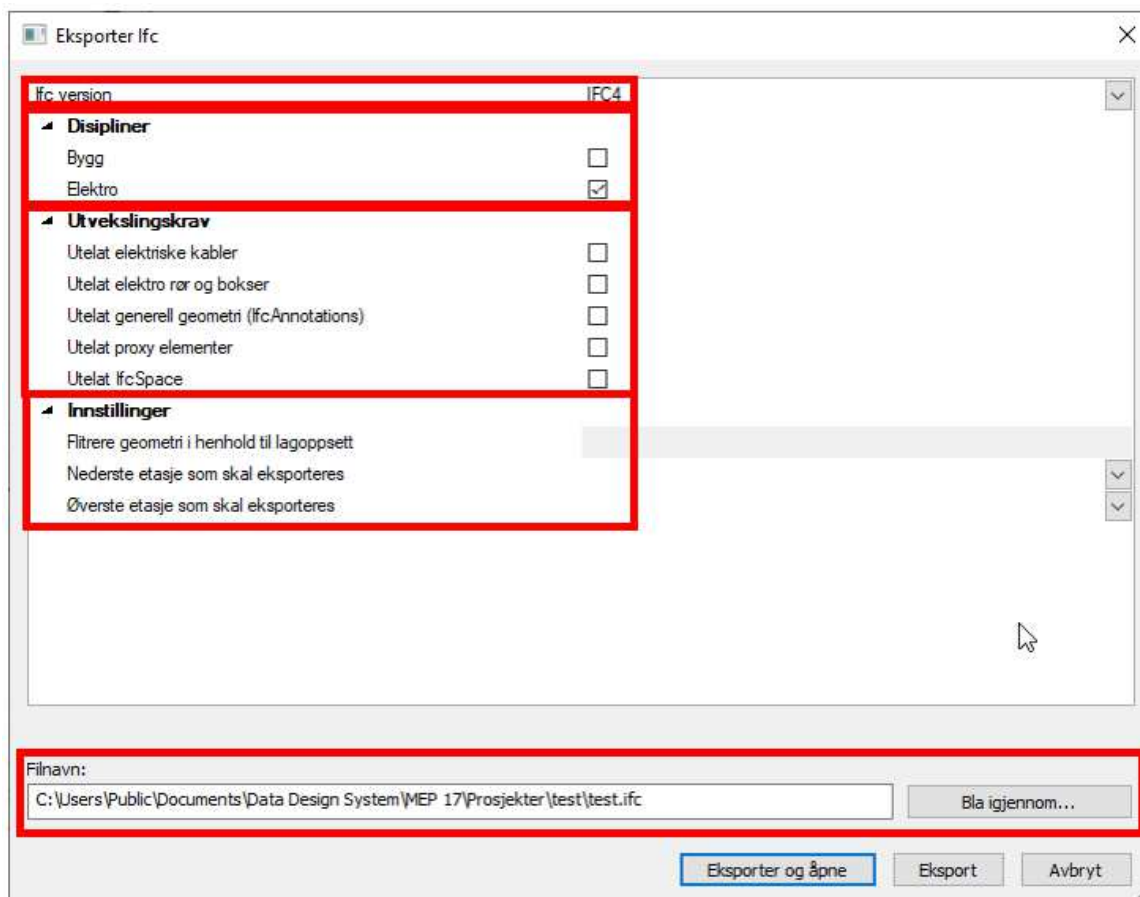 Eksporter Ifc
Ifc version IFC4
Disipliner
Bygg
Elektro
Utvekslingskrav
Utelat elektriske kabler
Utelat elektro rør og bokser
Utelat generell geometri (IfcAnnotations)
Utelat proxy elementer
Utelat IfcSpace
Innstillinger
Flitrere geometri i henhold til lagoppsett
Nederste etasje som skal eksporteres
Øverste etasje som skal eksporteres
Filnavn:
C:\Users\Public\Documents\Data Design System\MEP 17\Prosjekter\test\test.ifc Bla igjennom...
Eksporter og åpne Eksport Avbryt